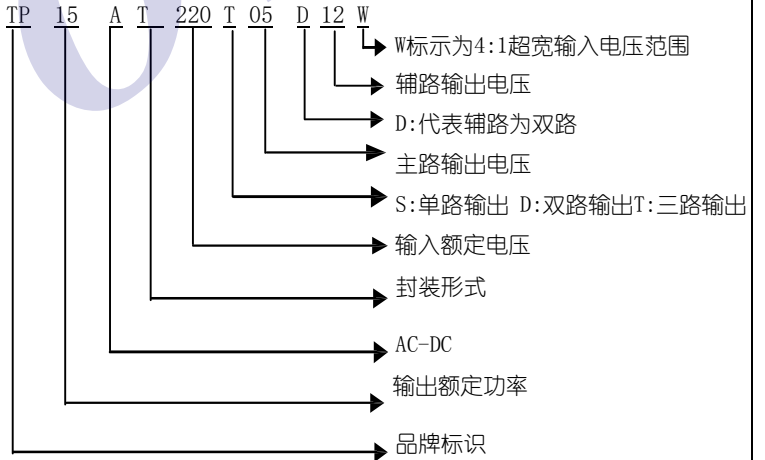 TP 15 A T 220 T 05 D 12 W
W标示为4:1超宽输入电压范围
辅路输出电压
D:代表辅路为双路
主路输出电压
S:单路输出 D:双路输出T:三路输出
输入额定电压
封装形式
AC-DC
输出额定功率
品牌标识